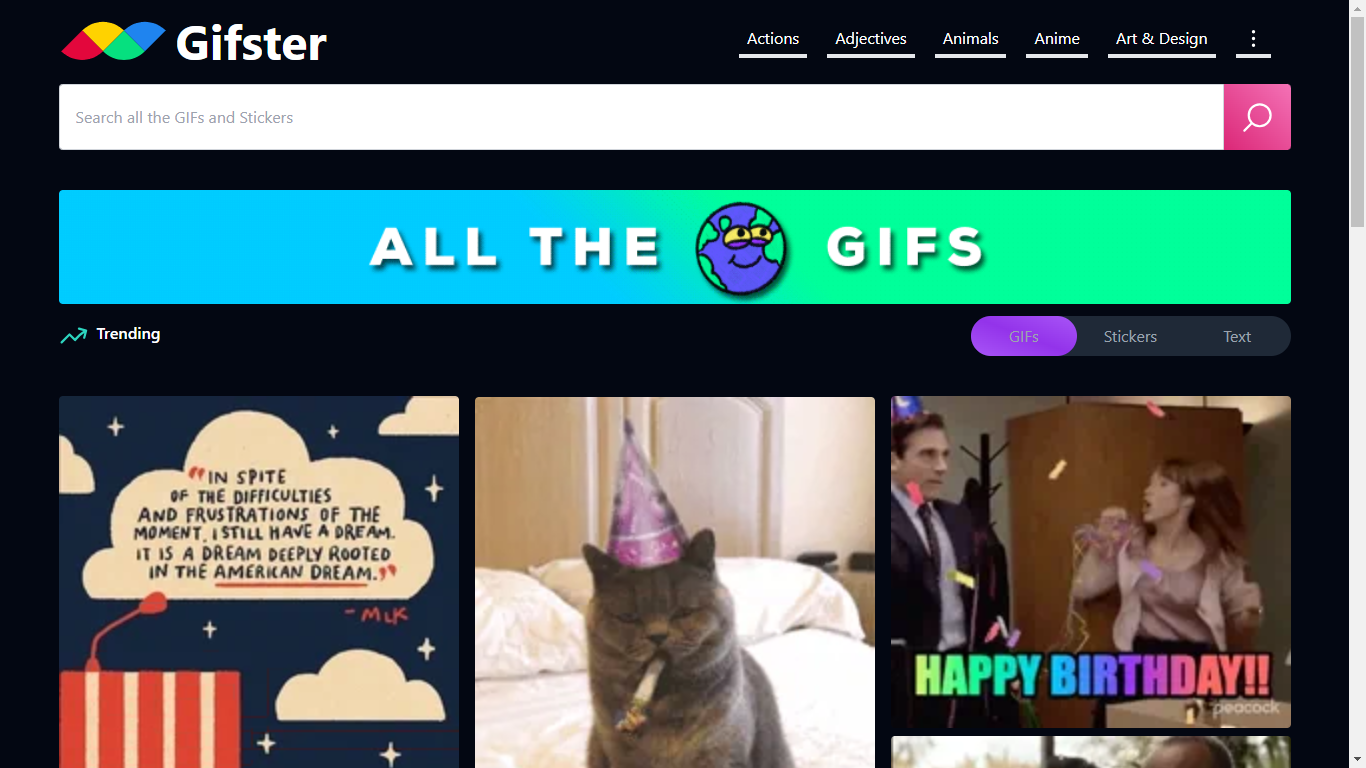 Gifster
Actions
Adjectives
Animals
Anime
Art & Design
Search all the GIFs and Stickers
ALL THE GIFS
Trending
GIFs
Stickers
Text
"IN SPITE
OF THE DIFFICULTIES
AND FRUSTRATIONS OF THE
MOMENT, I STILL HAVE A DREAM.
IT IS A DREAM DEEPLY ROOTED
IN THE AMERICAN DREAM."
- MLK
HAPPY BIRTHDAY!!
peacock